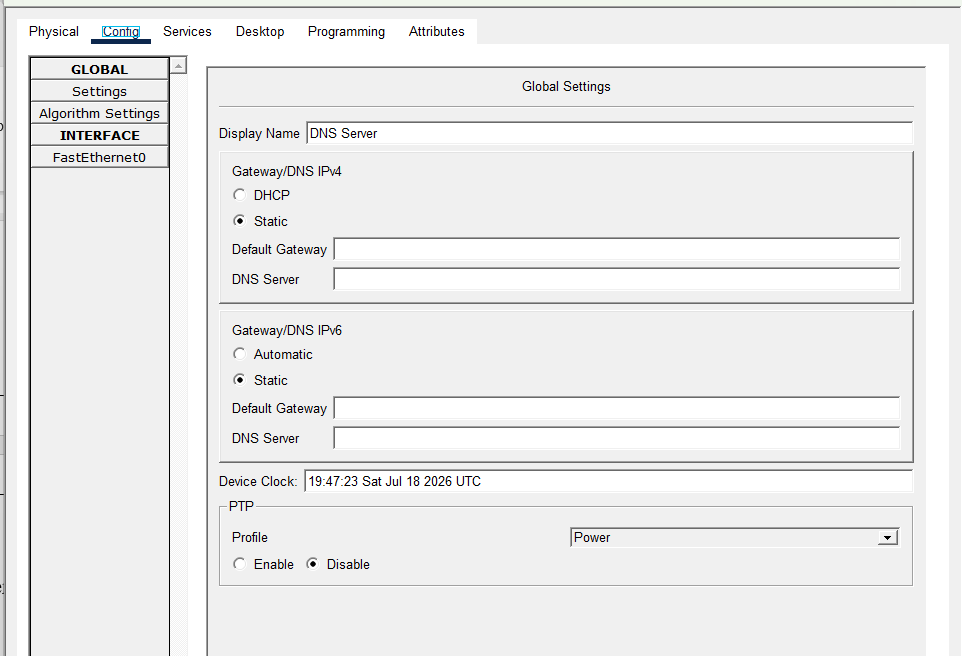 Physical Config Services Desktop Programming Attributes
GLOBAL
Settings
Algorithm Settings
INTERFACE
FastEthernet0
Global Settings
Display Name DNS Server
Gateway/DNS IPv4
DHCP
Static
Default Gateway
DNS Server
Gateway/DNS IPv6
Automatic
Static
Default Gateway
DNS Server
Device Clock: 19:47:23 Sat Jul 18 2026 UTC
PTP
Profile Power
Enable Disable